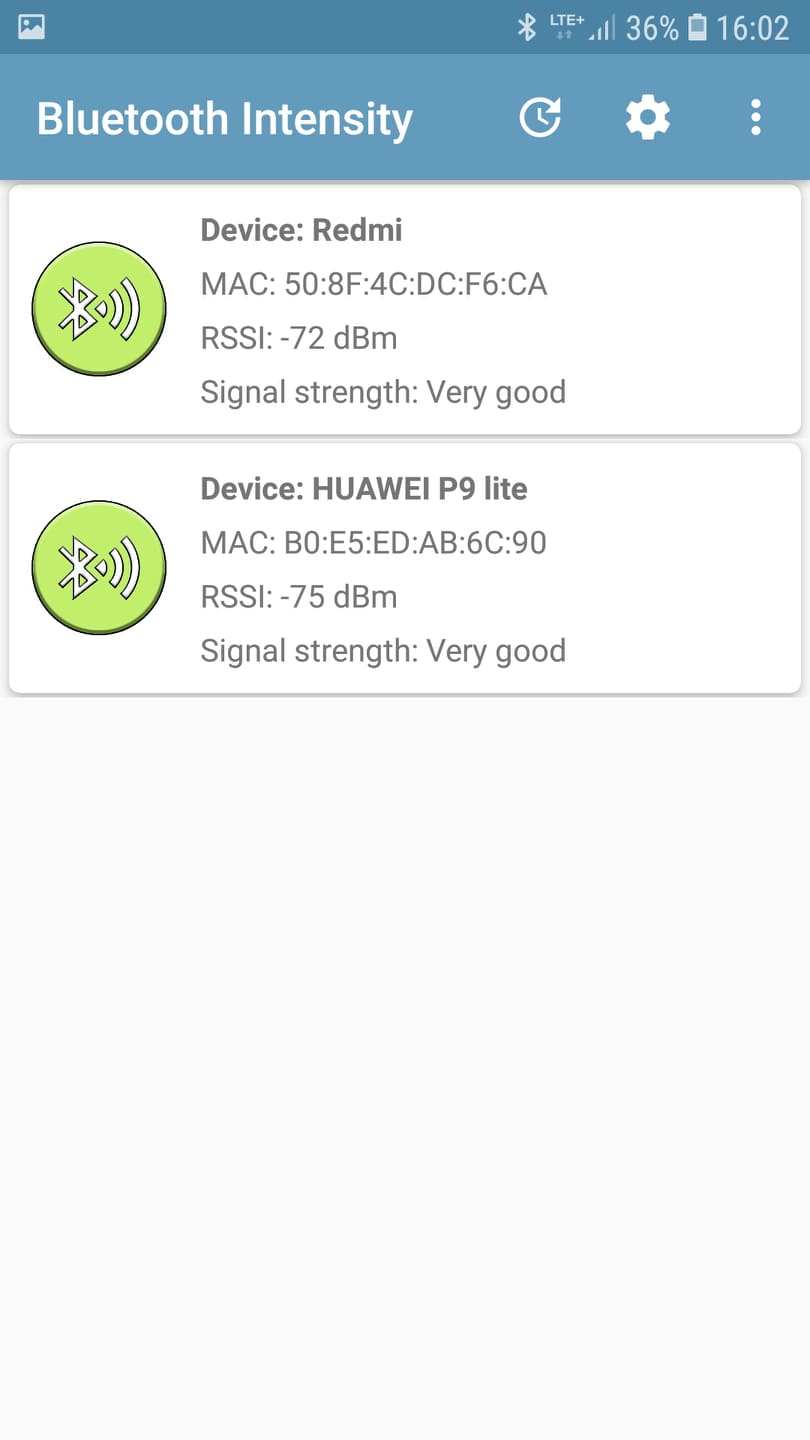 LTE+ 36% 16:02
Bluetooth Intensity
Device: Redmi
MAC: 50:8F:4C:DC:F6:CA
RSSI: -72 dBm
Signal strength: Very good
Device: HUAWEI P9 lite
MAC: B0:E5:ED:AB:6C:90
RSSI: -75 dBm
Signal strength: Very good